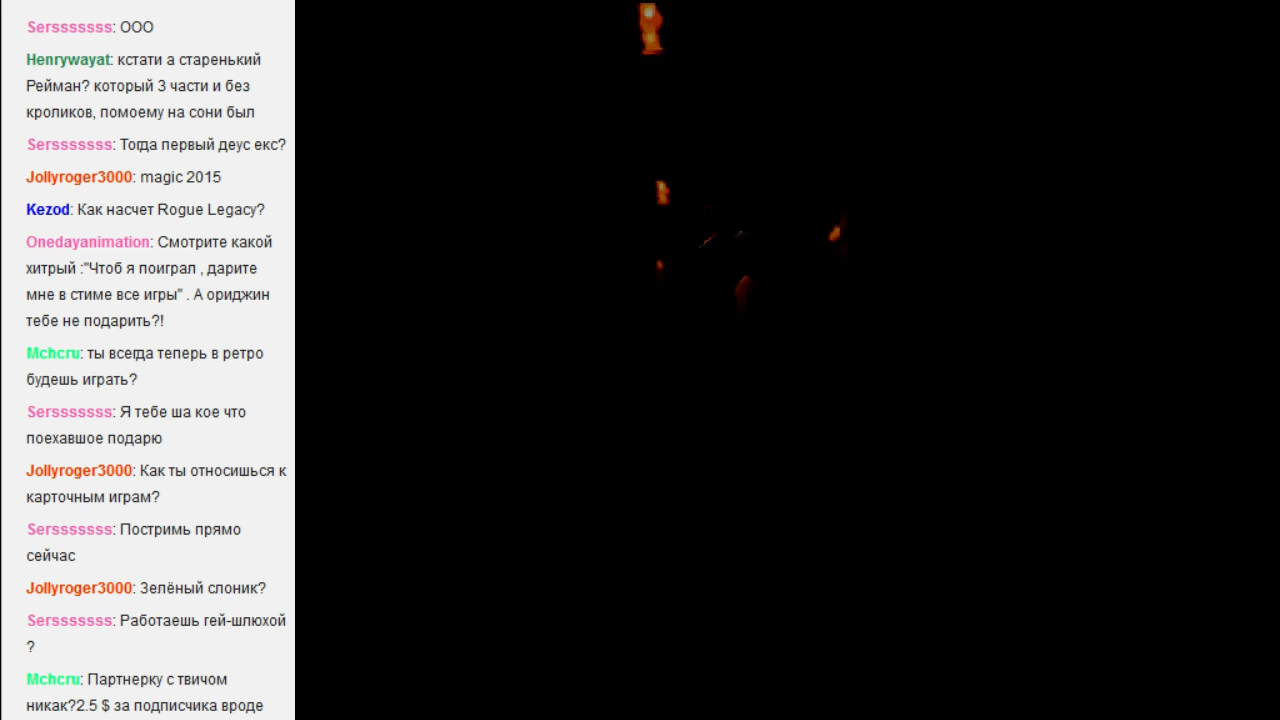 Sersssssss: ООО
Henrywayat: кстати а старенький
Рейман? который 3 части и без
кроликов, помоему на сони был
Sersssssss: Тогда первый деус екс?
Jollyroger3000: magic 2015
Kezod: Как насчет Rogue Legacy?
Onedayanimation: Смотрите какой
хитрый :"Чтоб я поиграл , дарите
мне в стиме все игры" . А ориджин
тебе не подарить?!
Mchcru: ты всегда теперь в ретро
будешь играть?
Sersssssss: Я тебе ша кое что
поехавшое подарю
Jollyroger3000: Как ты относишься к
карточным играм?
Sersssssss: Постримь прямо
сейчас
Jollyroger3000: Зелёный слоник?
Sersssssss: Работаешь гей-шлюхой
?
Mchcru: Партнерку с твичом
никак?2.5 $ за подписчика вроде